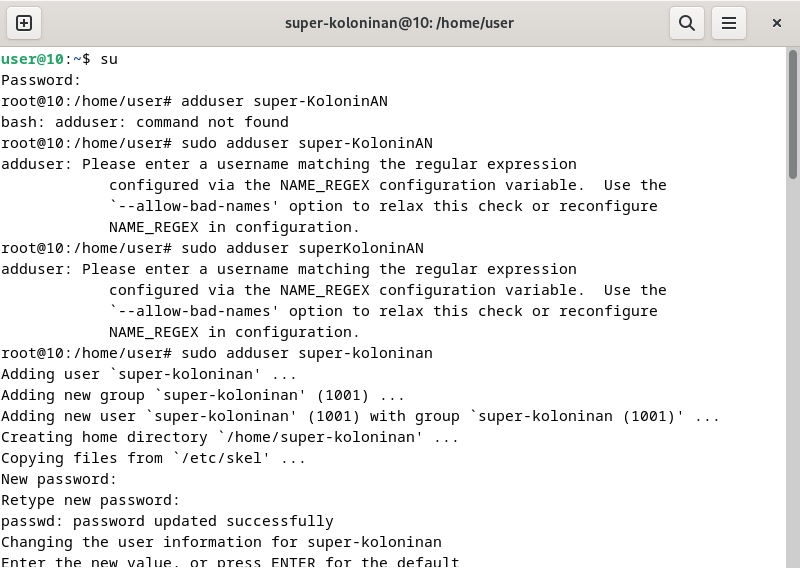 super-koloninan@10: /home/user
user@10:~$ su
Password:
root@10:/home/user# adduser super-KoloninAN
bash: adduser: command not found
root@10:/home/user# sudo adduser super-KoloninAN
adduser: Please enter a username matching the regular expression
            configured via the NAME_REGEX configuration variable.  Use the
            `--allow-bad-names' option to relax this check or reconfigure
            NAME_REGEX in configuration.
root@10:/home/user# sudo adduser superKoloninAN
adduser: Please enter a username matching the regular expression
            configured via the NAME_REGEX configuration variable.  Use the
            `--allow-bad-names' option to relax this check or reconfigure
            NAME_REGEX in configuration.
root@10:/home/user# sudo adduser super-koloninan
Adding user `super-koloninan' ...
Adding new group `super-koloninan' (1001) ...
Adding new user `super-koloninan' (1001) with group `super-koloninan (1001)' ...
Creating home directory `/home/super-koloninan' ...
Copying files from `/etc/skel' ...
New password:
Retype new password:
passwd: password updated successfully
Changing the user information for super-koloninan
Enter the new value, or press ENTER for the default